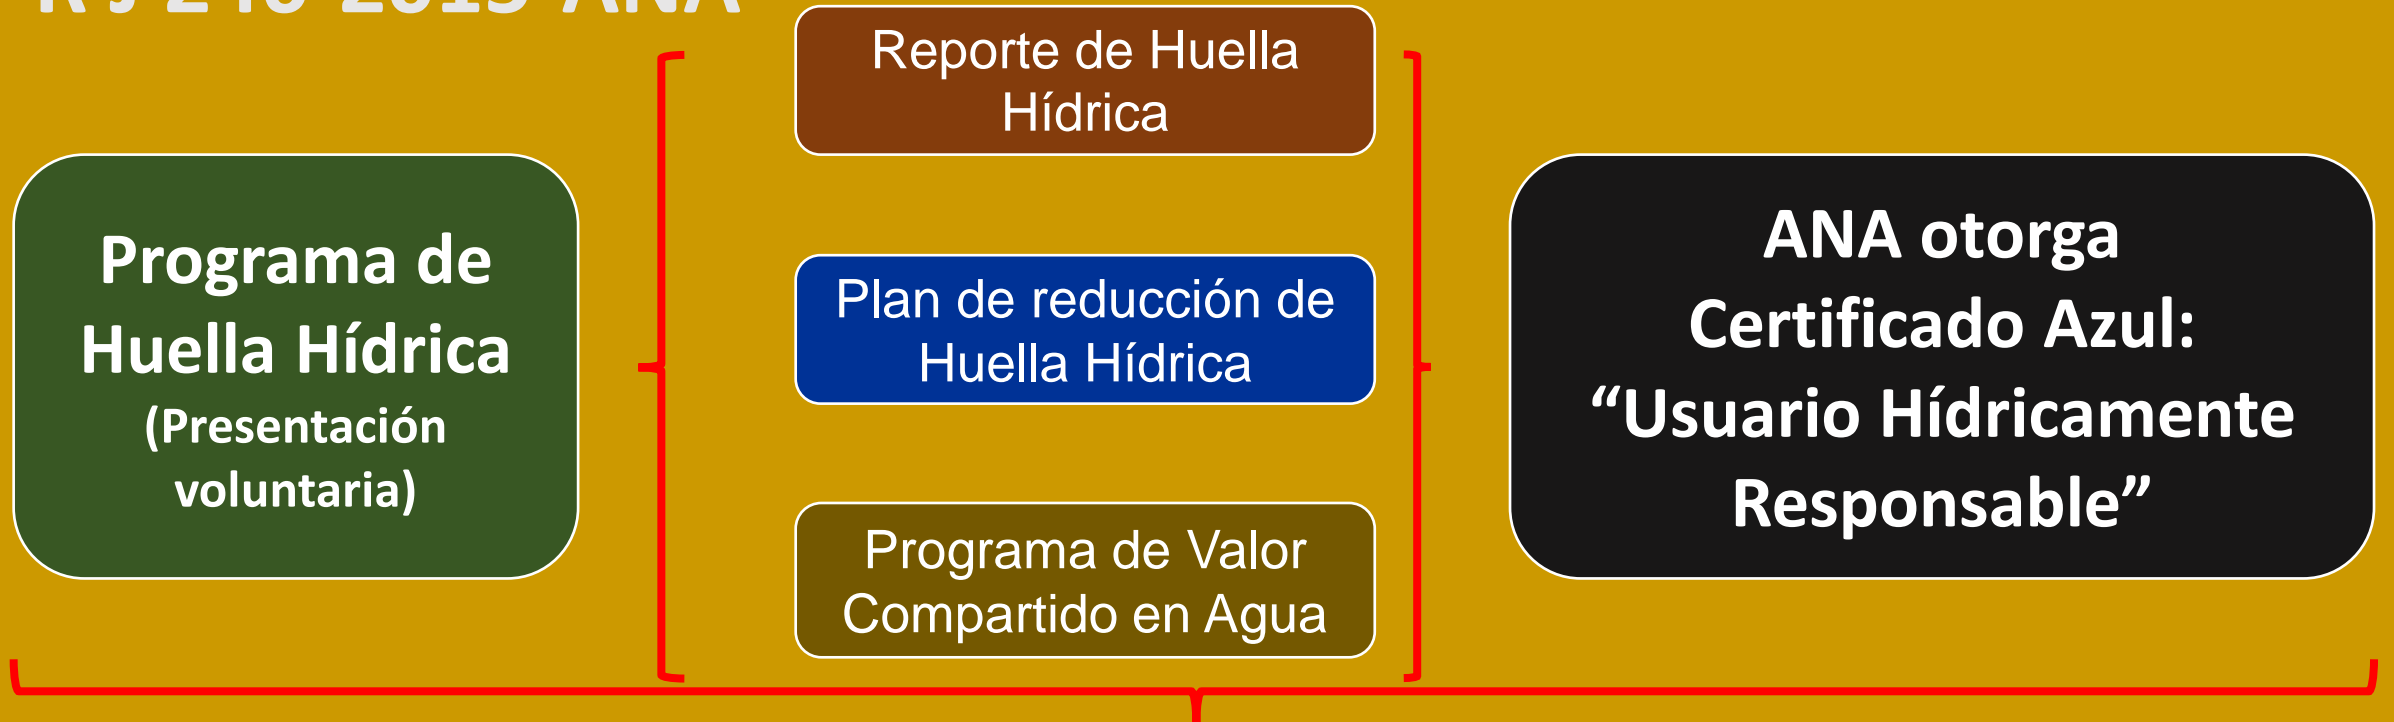 Reporte de Huella
Hídrica
Programa de
Huella Hídrica
(Presentación
voluntaria)
Plan de reducción de
Huella Hídrica
Programa de Valor
Compartido en Agua
ANA otorga
Certificado Azul:
“Usuario Hídricamente
Responsable”